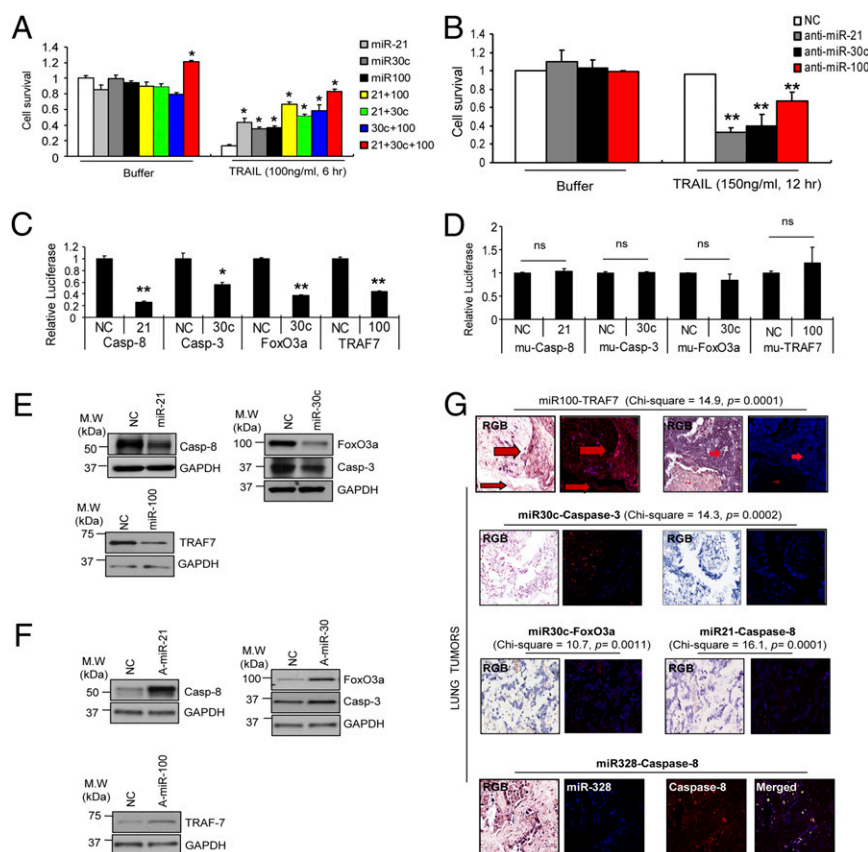 A
Cell survival
1.4
1.2
1
0.8
0.6
0.4
0.2
0
Buffer
TRAIL (100ng/ml, 6 hr)
* * * * * * * *
miR-21
miR30c
miR100
21+100
21+30c
30c+100
21+30c+100
B
Cell survival
1.4
1.2
1
0.8
0.6
0.4
0.2
0
Buffer
TRAIL (150ng/ml, 12 hr)
** ** **
NC
anti-miR-21
anti-miR-30c
anti-miR-100
C
Relative Luciferase
1.2
1
0.8
0.6
0.4
0.2
0
** * ** **
NC 21 NC 30c NC 30c NC 100
Casp-8 Casp-3 FoxO3a TRAF7
D
Relative Luciferase
2
1.5
1
0.5
0
ns ns ns ns
NC 21 NC 30c NC 30c NC 100
mu-Casp-8 mu-Casp-3 mu-FoxO3a mu-TRAF7
E
M.W
(kDa)
NC miR-21
50 Casp-8
37 GAPDH
M.W
(kDa)
NC miR-30c
100 FoxO3a
37 Casp-3
37 GAPDH
M.W
(kDa)
NC miR-100
75
TRAF7
37
GAPDH
F
M.W
(kDa)
NC A-miR-21
50 Casp-8
37 GAPDH
M.W
(kDa)
NC A-miR-30
100 FoxO3a
37 Casp-3
37 GAPDH
M.W
(kDa)
NC A-miR-100
75 TRAF-7
37 GAPDH
G
LUNG TUMORS
miR100-TRAF7 (Chi-square = 14.9, p= 0.0001)
RGB RGB
miR30c-Caspase-3 (Chi-square = 14.3, p= 0.0002)
RGB RGB
miR30c-FoxO3a miR21-Caspase-8
(Chi-square = 10.7, p= 0.0011) (Chi-square = 16.1, p= 0.0001)
RGB RGB
miR328-Caspase-8
RGB miR-328 Caspase-8 Merged